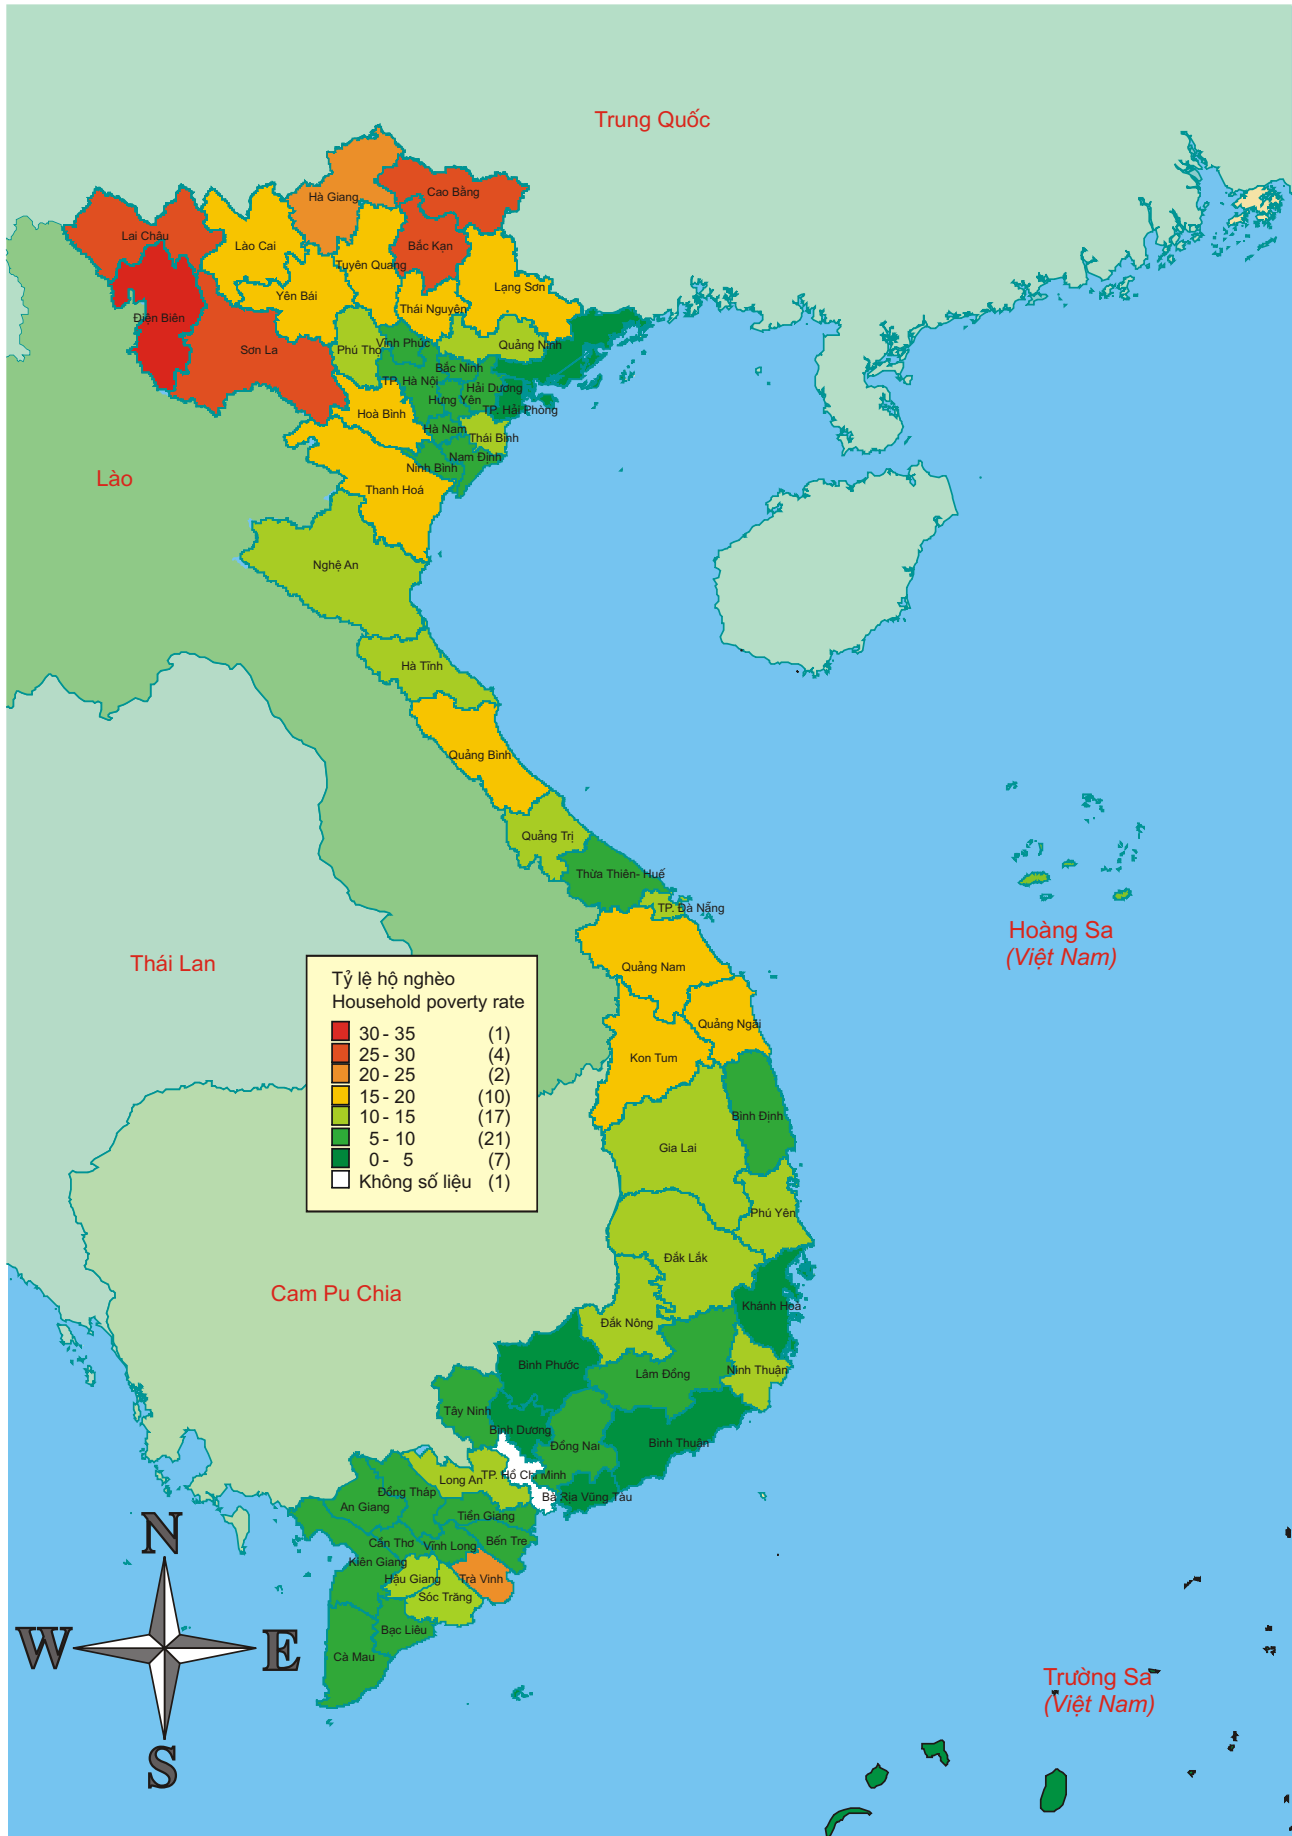 Trung Quốc
Hà Giang
Cao Bằng
Lai Châu
Lào Cai
Bắc Kạn
Tuyên Quang
Lạng Sơn
Yên Bái
Thái Nguyên
Điện Biên
Sơn La
Phú Thọ
Vĩnh Phúc
Quảng Ninh
Bắc Ninh
TP. Hà Nội
Hải Dương
Hưng Yên
TP. Hải Phòng
Hoà Bình
Hà Nam
Thái Bình
Nam Định
Ninh Bình
Lào
Thanh Hoá
Nghệ An
Hà Tĩnh
Quảng Bình
Quảng Trị
Thừa Thiên- Huế
TP. Đà Nẵng
Hoàng Sa
(Việt Nam)
Thái Lan
Quảng Nam
Quảng Ngãi
Kon Tum
Tỷ lệ hộ nghèo
Household poverty rate
30 - 35 (1)
25 - 30 (4)
20 - 25 (2)
15 - 20 (10)
10 - 15 (17)
5 - 10 (21)
0 - 5 (7)
Không số liệu (1)
Bình Định
Gia Lai
Phú Yên
Đắk Lắk
Cam Pu Chia
Khánh Hoà
Đắk Nông
Bình Phước
Lâm Đồng
Ninh Thuận
Tây Ninh
Bình Dương
Đồng Nai
Bình Thuận
Long An
TP. Hồ Chí Minh
Đồng Tháp
Bà Rịa Vũng Tàu
An Giang
Tiền Giang
Cần Thơ
Vĩnh Long
Bến Tre
Kiên Giang
Hậu Giang
Trà Vinh
Sóc Trăng
Bạc Liêu
Cà Mau
N
W
E
S
Trường Sa
(Việt Nam)